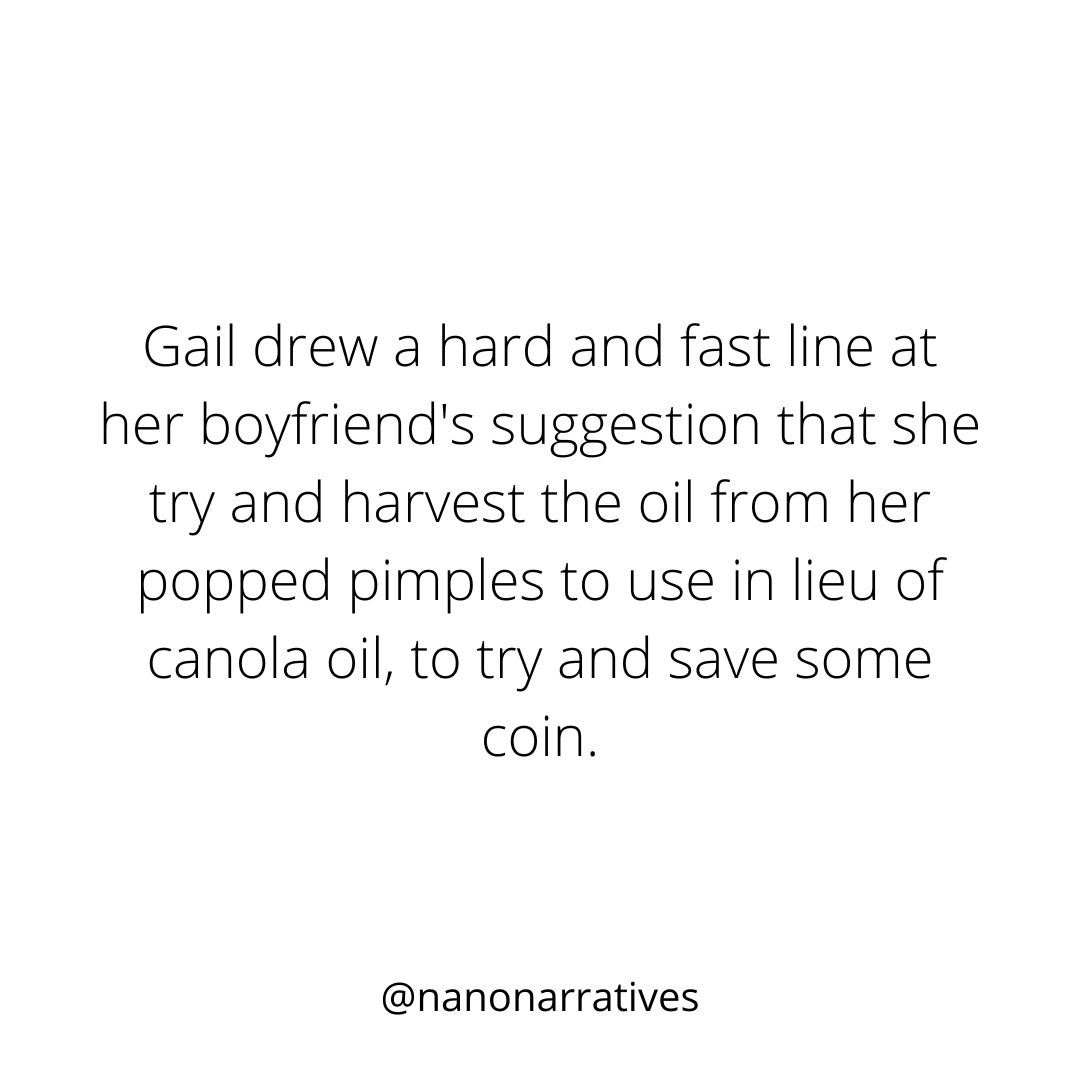 Gail drew a hard and fast line at
her boyfriend's suggestion that she
try and harvest the oil from her
popped pimples to use in lieu of
canola oil, to try and save some
coin.
@nanonarratives